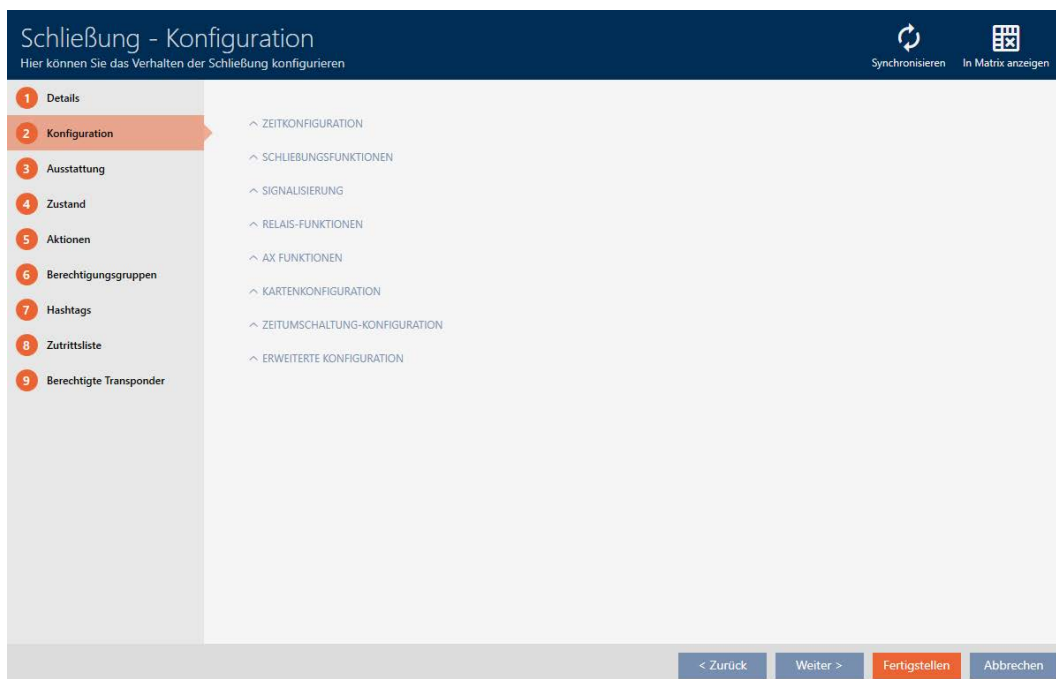 Schließung - Konfiguration
Hier können Sie das Verhalten der Schließung konfigurieren
Synchronisieren
In Matrix anzeigen
1 Details
2 Konfiguration
3 Ausstattung
4 Zustand
5 Aktionen
6 Berechtigungsgruppen
7 Hashtags
8 Zutrittsliste
9 Berechtigte Transponder
ZEITKONFIGURATION
SCHLIEßUNGSFUNKTIONEN
SIGNALISIERUNG
RELAIS-FUNKTIONEN
AX FUNKTIONEN
KARTENKONFIGURATION
ZEITUMSCHALTUNG-KONFIGURATION
ERWEITERTE KONFIGURATION
< Zurück
Weiter >
Fertigstellen
Abbrechen